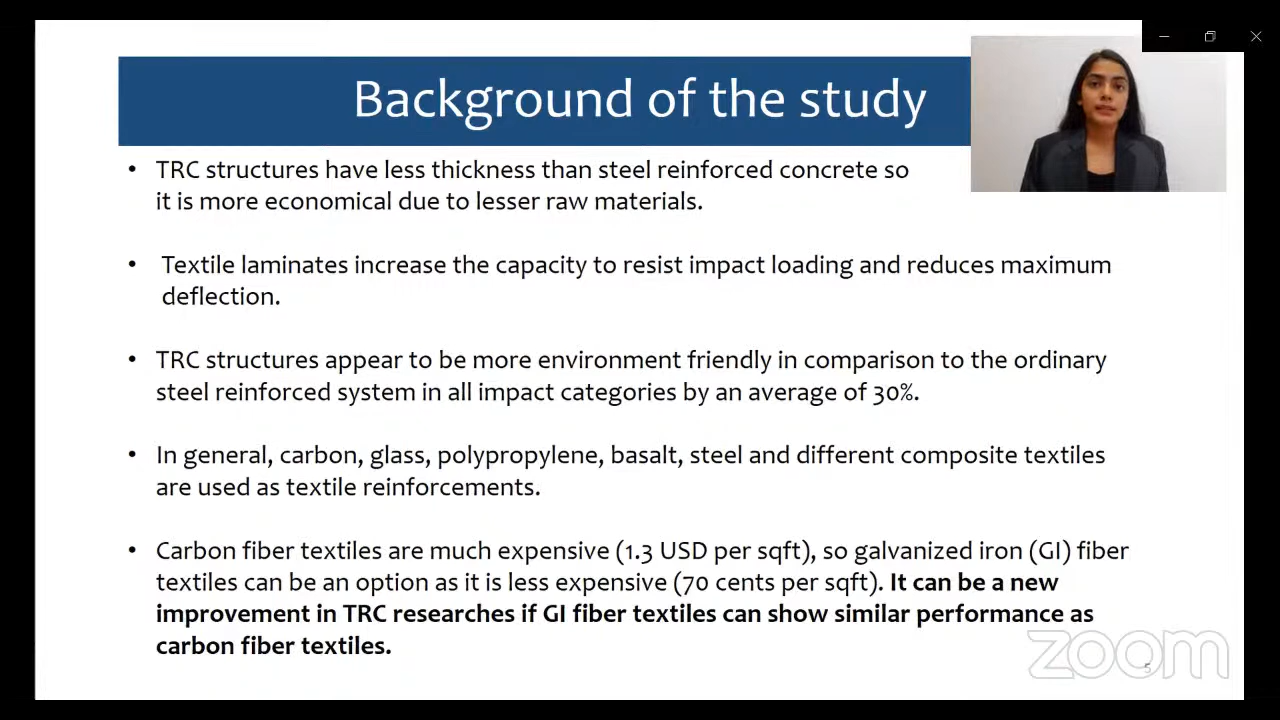 Background of the study
• TRC structures have less thickness than steel reinforced concrete so
it is more economical due to lesser raw materials.
• Textile laminates increase the capacity to resist impact loading and reduces maximum
deflection.
• TRC structures appear to be more environment friendly in comparison to the ordinary
steel reinforced system in all impact categories by an average of 30%.
• In general, carbon, glass, polypropylene, basalt, steel and different composite textiles
are used as textile reinforcements.
• Carbon fiber textiles are much expensive (1.3 USD per sqft), so galvanized iron (GI) fiber
textiles can be an option as it is less expensive (70 cents per sqft). It can be a new
improvement in TRC researches if GI fiber textiles can show similar performance as
carbon fiber textiles.
zoom
5